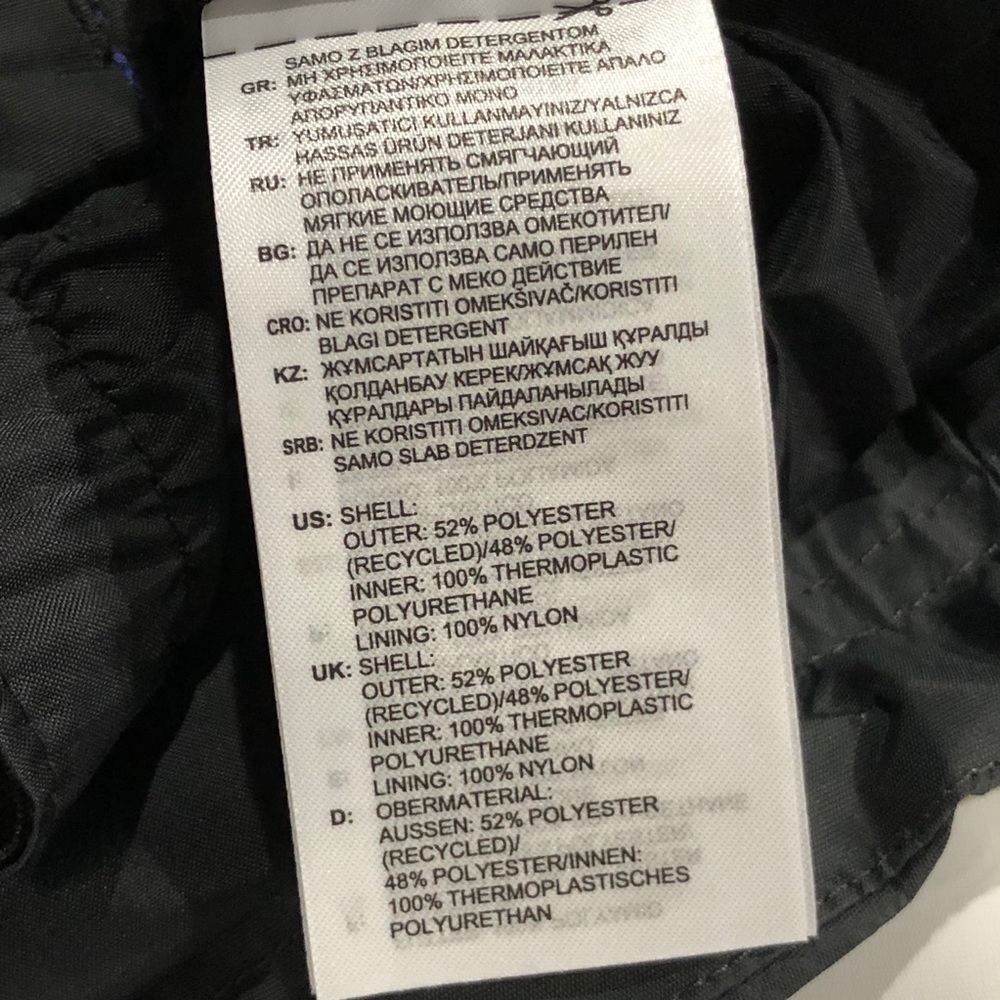 SAMO Z BLAGIM DETERGENTOM
GR: ΜΗ ΧΡΗΣΙΜΟΠΟΙΕΙΤΕ ΜΑΛΑΚΤΙΚΑ
ΥΦΑΣΜΑΤΩΝ/ΧΡΗΣΙΜΟΠΟΙΕΙΤΕ ΑΠΑΛΟ
ΑΠΟΡΥΠΑΝΤΙΚΟ ΜΟΝΟ
TR: YUMUŞATICI KULLANMAYINIZ/YALNIZCA
HASSAS ÜRÜN DETERJANI KULLANINIZ
RU: НЕ ПРИМЕНЯТЬ СМЯГЧАЮЩИЙ
ОПОЛАСКИВАТЕЛЬ/ПРИМЕНЯТЬ
МЯГКИЕ МОЮЩИЕ СРЕДСТВА
BG: ДА НЕ СЕ ИЗПОЛЗВА ОМЕКОТИТЕЛ/
ДА СЕ ИЗПОЛЗВА САМО ПЕРИЛЕН
ПРЕПАРАТ С МЕКО ДЕЙСТВИЕ
CRO: NE KORISTITI OMEKŠIVAČ/KORISTITI
BLAGI DETERGENT
KZ: ЖҰМСАРТАТЫН ШАЙҚАҒЫШ ҚҰРАЛДЫ
ҚОЛДАНБАУ КЕРЕК/ЖҰМСАҚ ЖУУ
ҚҰРАЛДАРЫ ПАЙДАЛАНЫЛАДЫ
SRB: NE KORISTITI OMEKSIVAC/KORISTITI
SAMO SLAB DETERDZENT
US: SHELL:
OUTER: 52% POLYESTER
(RECYCLED)/48% POLYESTER/
INNER: 100% THERMOPLASTIC
POLYURETHANE
LINING: 100% NYLON
UK: SHELL:
OUTER: 52% POLYESTER
(RECYCLED)/48% POLYESTER/
INNER: 100% THERMOPLASTIC
POLYURETHANE
LINING: 100% NYLON
D: OBERMATERIAL:
AUSSEN: 52% POLYESTER
(RECYCLED)/
48% POLYESTER/INNEN:
100% THERMOPLASTISCHES
POLYURETHAN